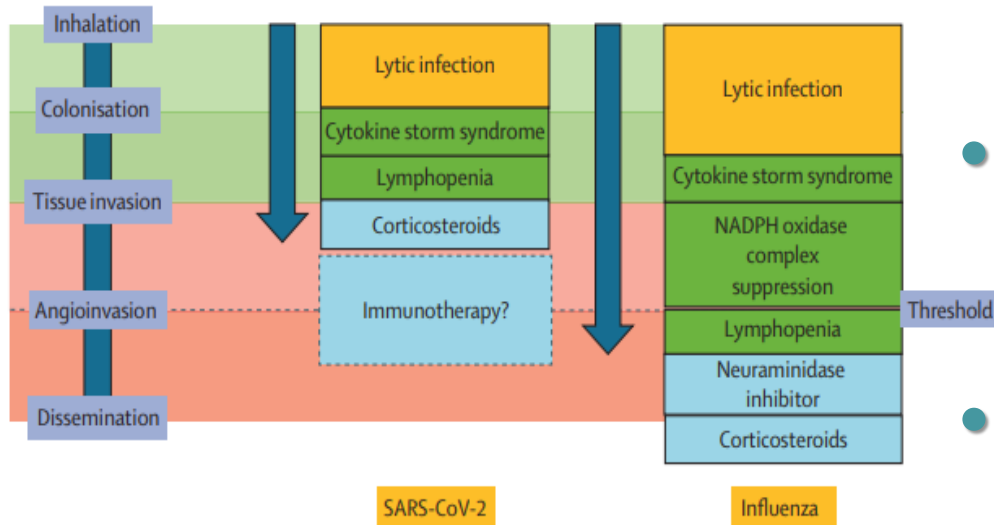 Inhalation
Colonisation
Tissue invasion
Angioinvasion
Dissemination
Lytic infection
Cytokine storm syndrome
Lymphopenia
Corticosteroids
Immunotherapy?
SARS-CoV-2
Lytic infection
Cytokine storm syndrome
NADPH oxidase
complex
suppression
Lymphopenia
Neuraminidase
inhibitor
Corticosteroids
Influenza
Threshold